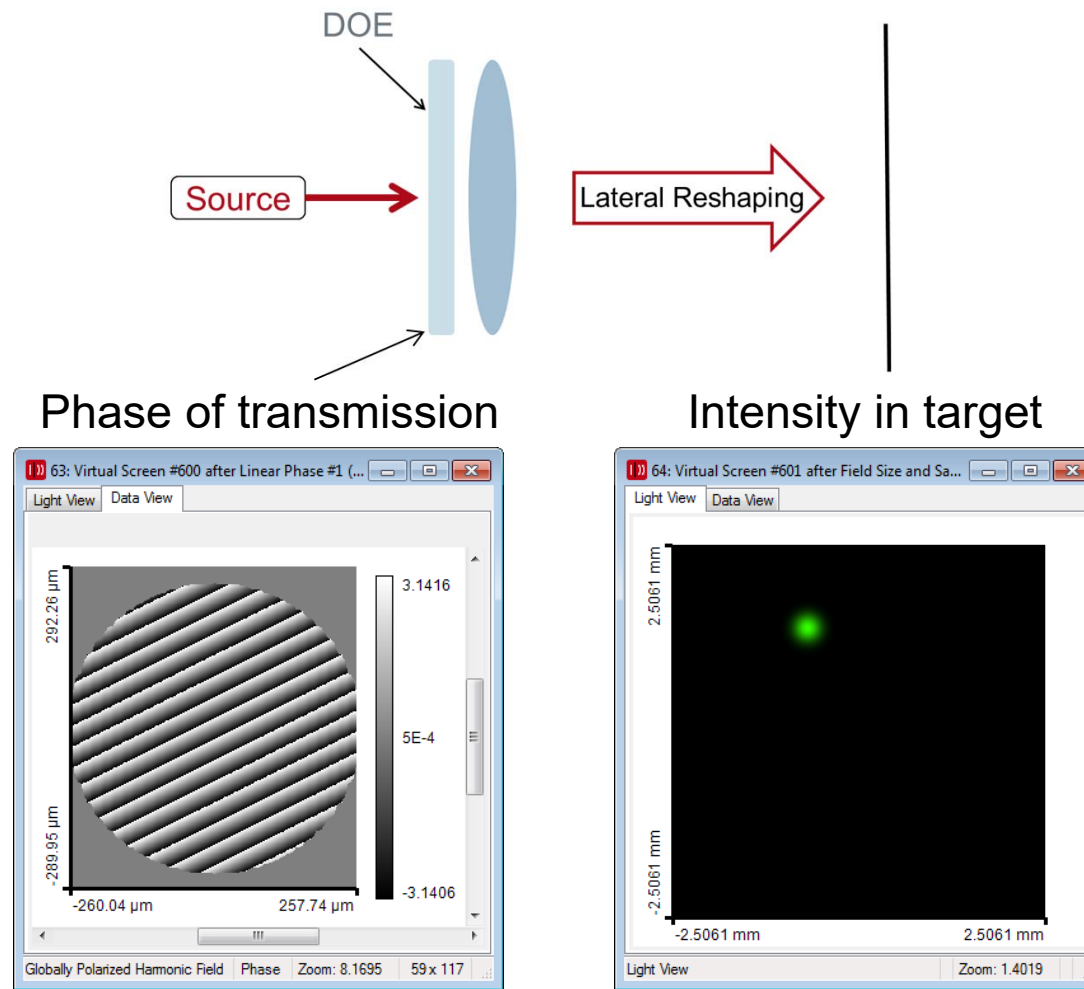 DOE
Source
Lateral Reshaping
Phase of transmission
Intensity in target
63: Virtual Screen #600 after Linear Phase #1 (...
Light View Data View
292.26 µm
-289.95 µm
-260.04 µm
257.74 µm
3.1416
5E-4
-3.1406
Globally Polarized Harmonic Field Phase Zoom: 8.1695 59 x 117
64: Virtual Screen #601 after Field Size and Sa...
Light View Data View
2.5061 mm
-2.5061 mm
-2.5061 mm
2.5061 mm
Light View Zoom: 1.4019